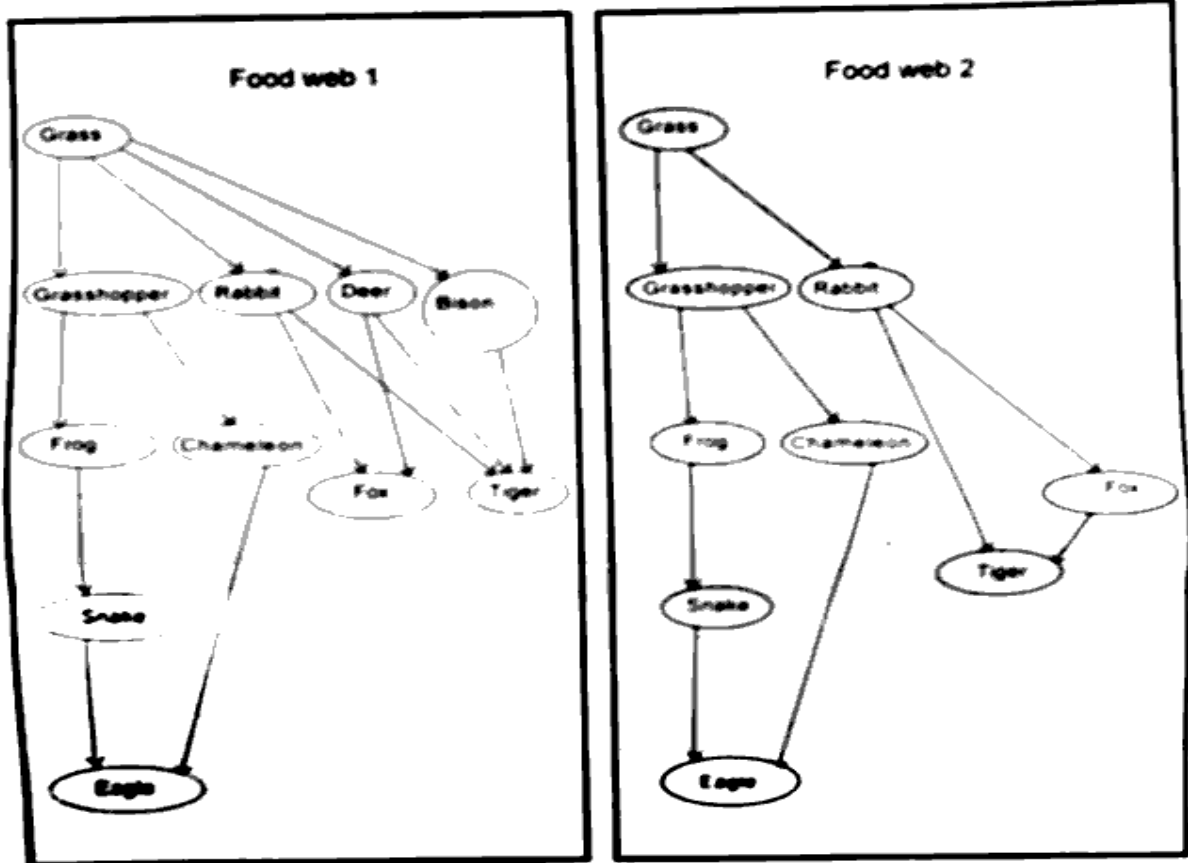 Food web 1
Grass
Grasshopper
Rabbit
Deer
Bison
Frog
Chameleon
Fox
Tiger
Snake
Eagle
Food web 2
Grass
Grasshopper
Rabbit
Frog
Chameleon
Fox
Tiger
Snake
Eagle